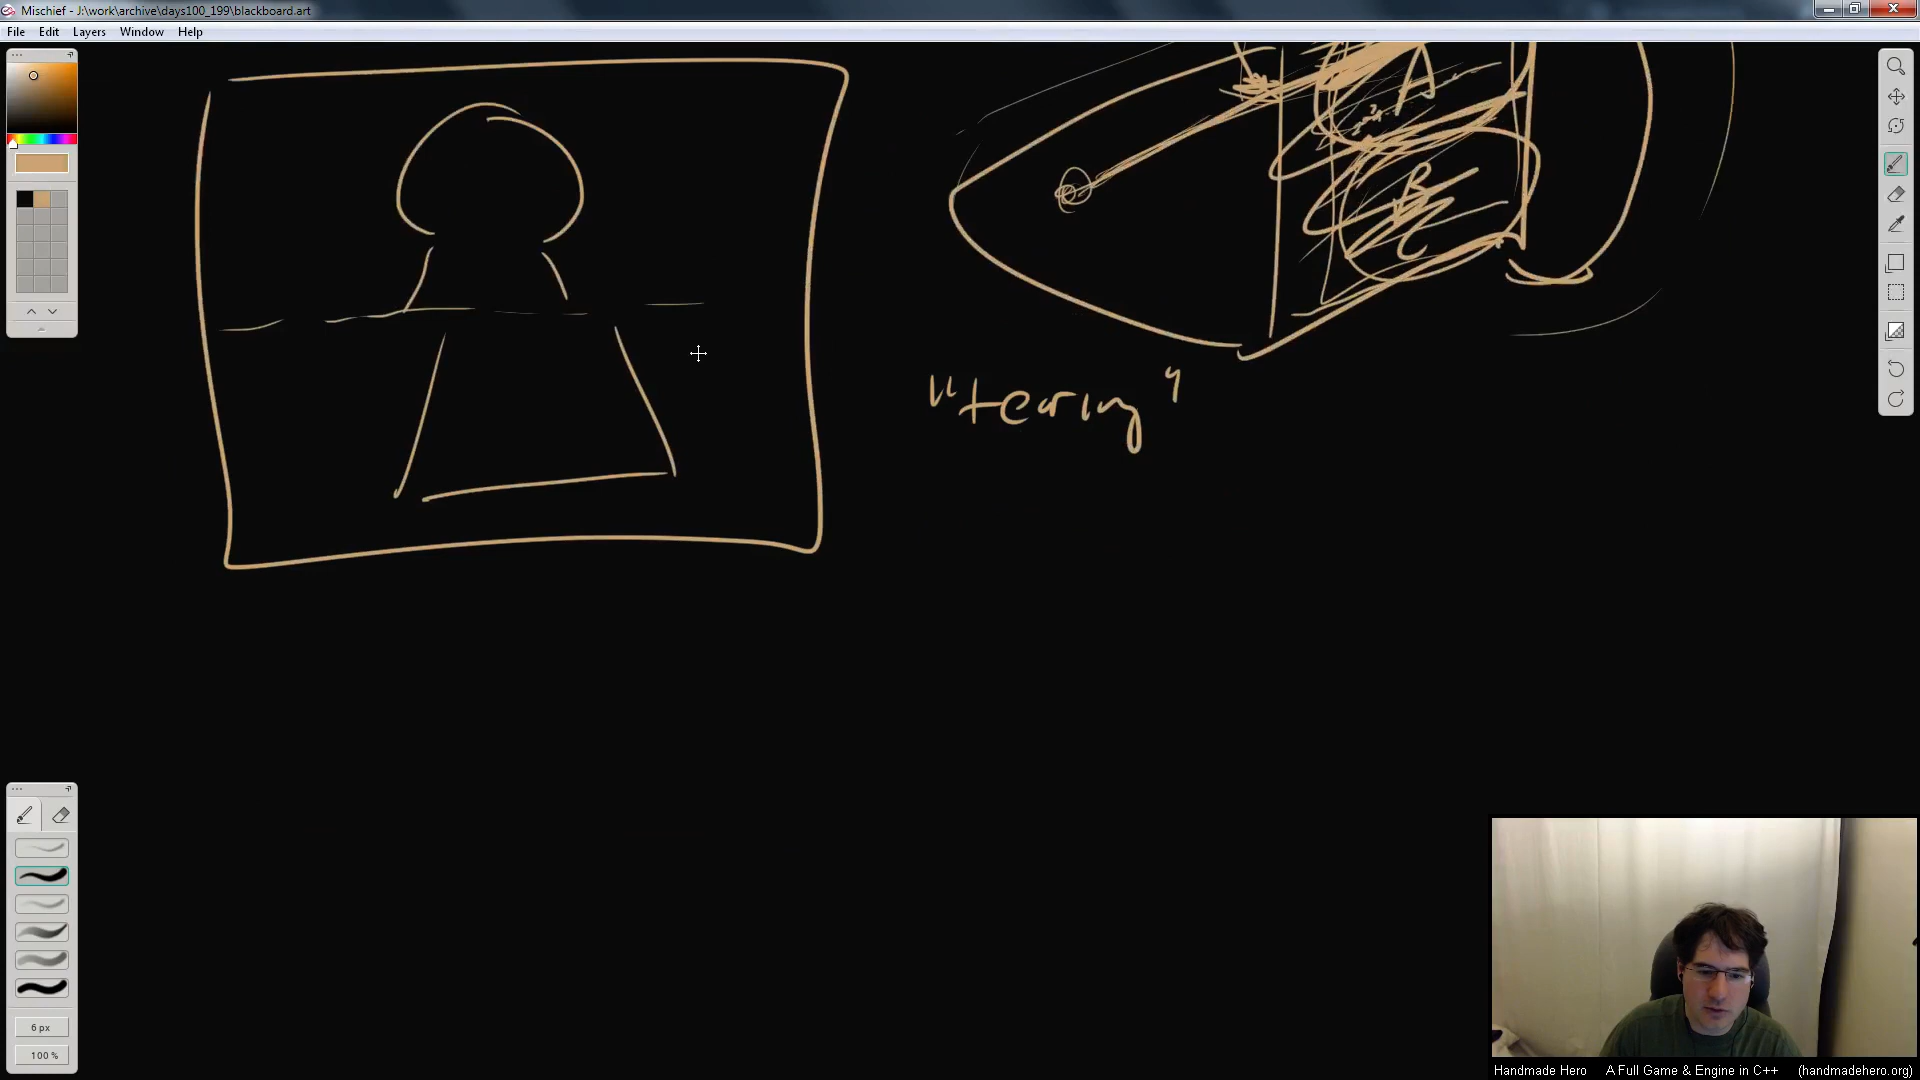 Mischief - J:\work\archive\days100_199\blackboard.art
File Edit Layers Window Help
A
B
C
"tearing"
6 px
100 %
Handmade Hero A Full Game & Engine in C++ (handmadehero.org)